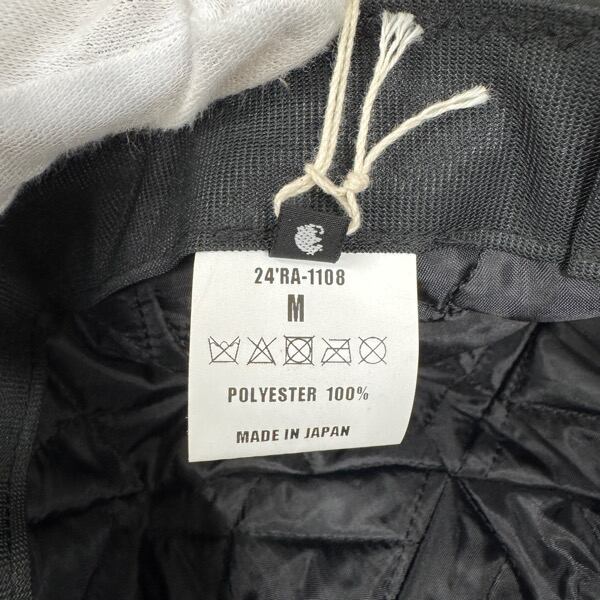 24'RA-1108
M
POLYESTER 100%
MADE IN JAPAN